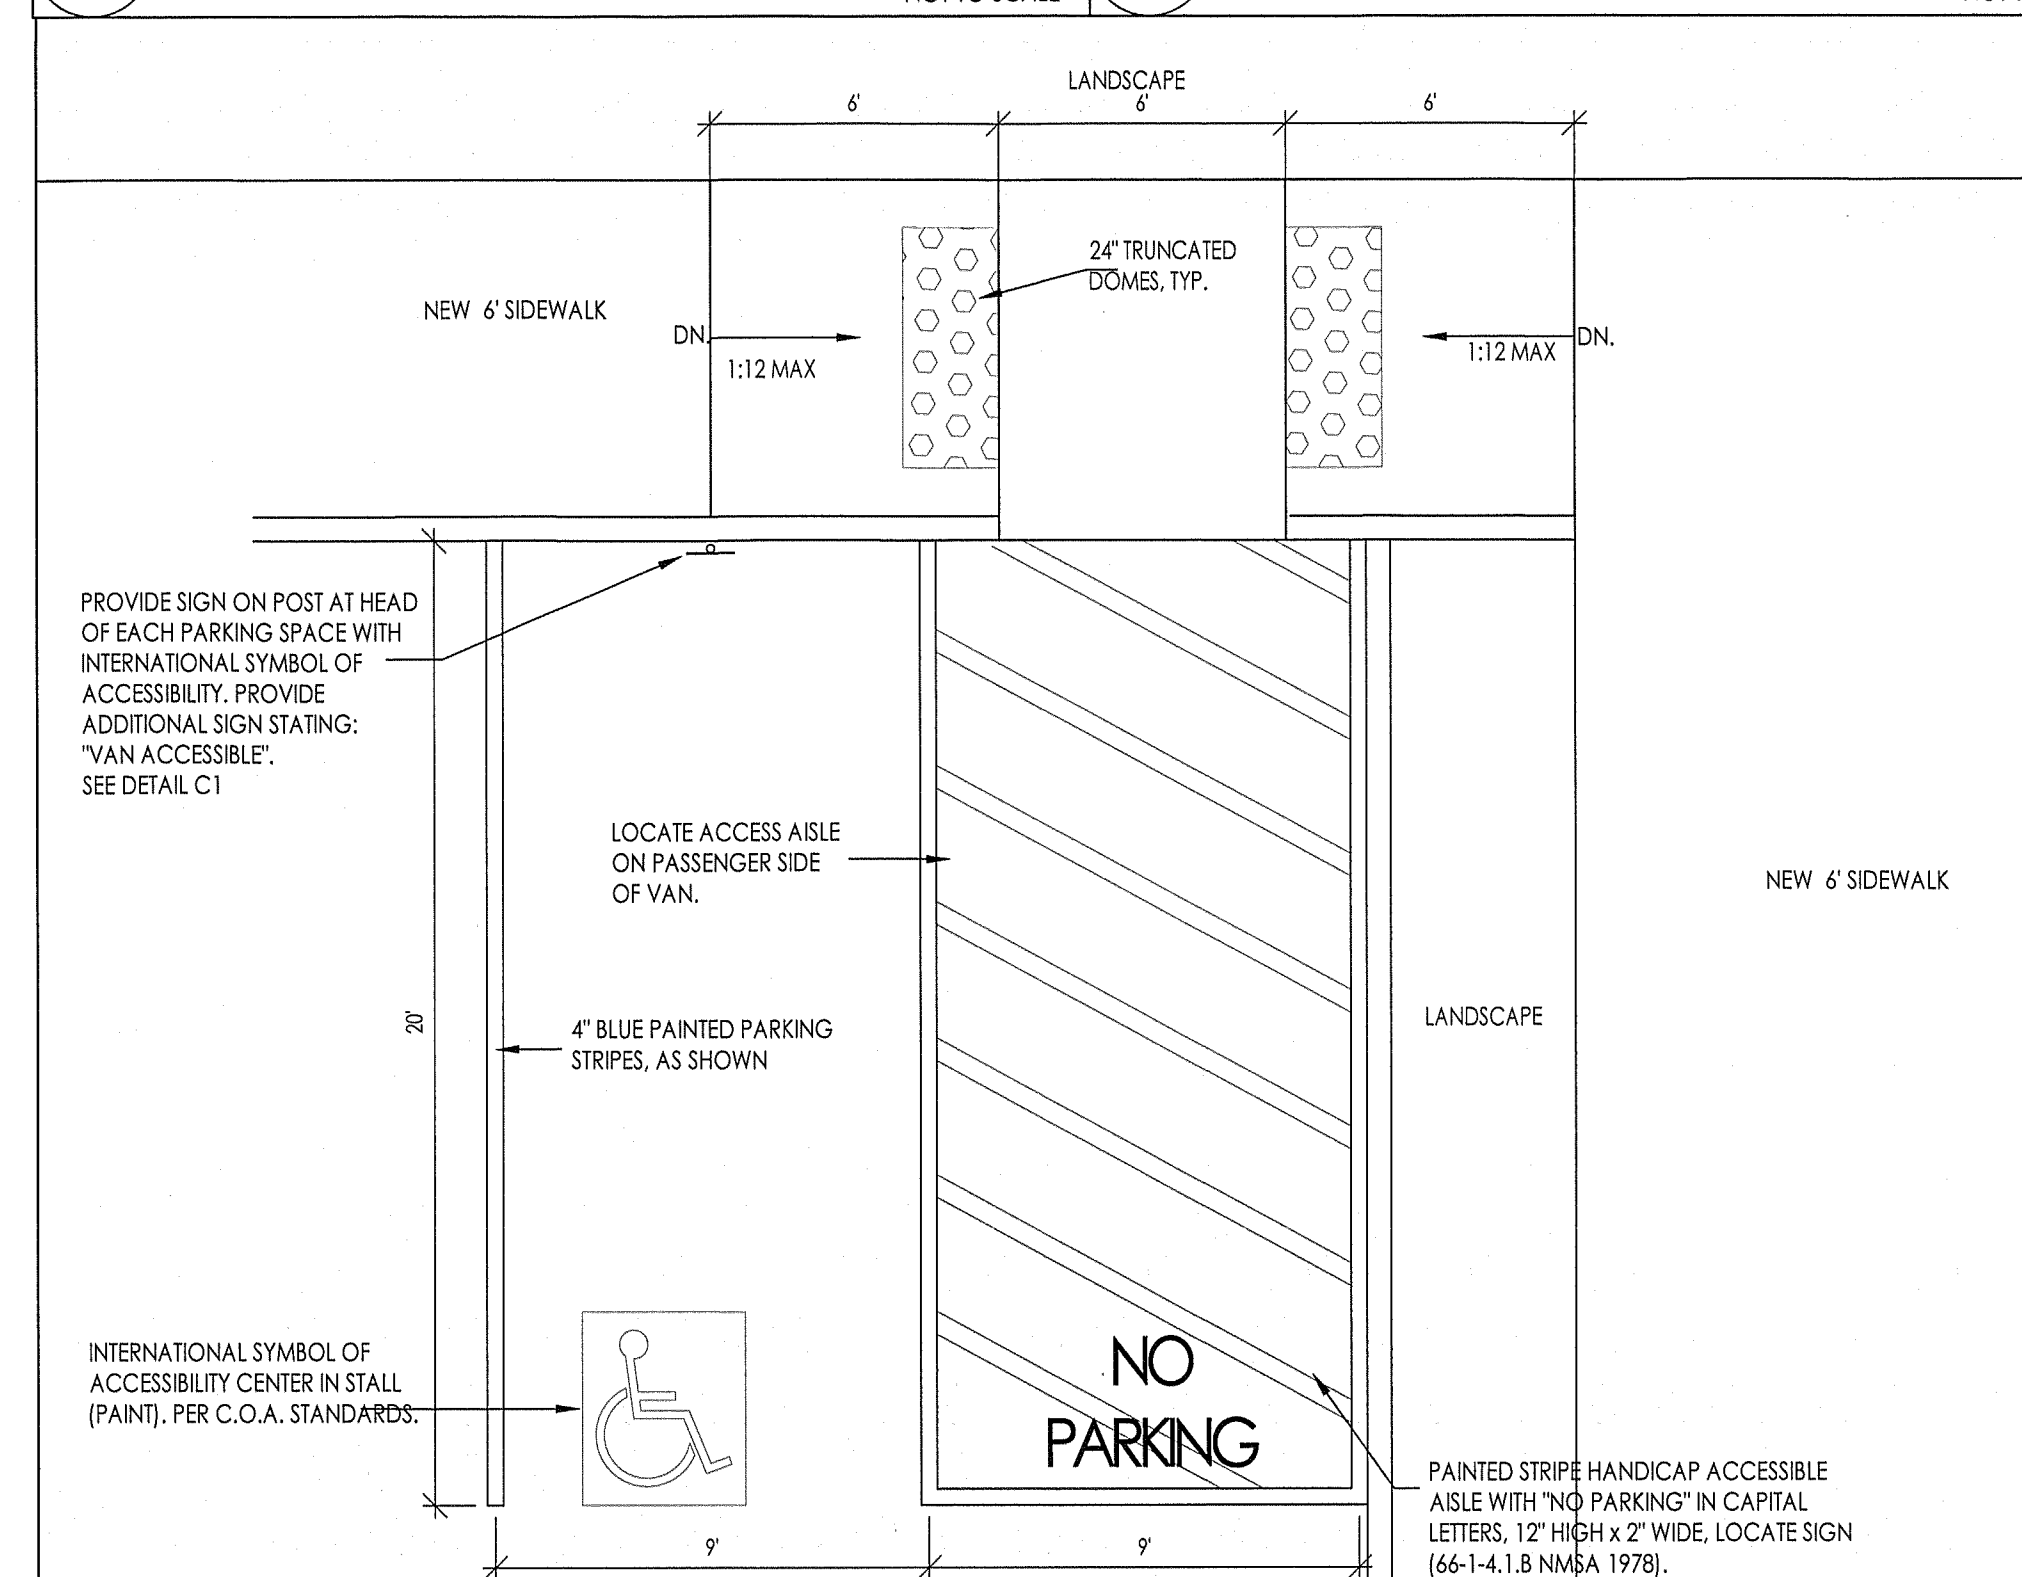 LANDSCAPE
6'
6'
6'
24" TRUNCATED
DOMES, TYP.
NEW 6' SIDEWALK
DN.
1:12 MAX
DN.
1:12 MAX
PROVIDE SIGN ON POST AT HEAD
OF EACH PARKING SPACE WITH
INTERNATIONAL SYMBOL OF
ACCESSIBILITY. PROVIDE
ADDITIONAL SIGN STATING:
"VAN ACCESSIBLE".
SEE DETAIL C1
LOCATE ACCESS AISLE
ON PASSENGER SIDE
OF VAN.
NEW 6' SIDEWALK
20'
4" BLUE PAINTED PARKING
STRIPES, AS SHOWN
LANDSCAPE
INTERNATIONAL SYMBOL OF
ACCESSIBILITY CENTER IN STALL
(PAINT). PER C.O.A. STANDARDS.
NO
PARKING
PAINTED STRIPE HANDICAP ACCESSIBLE
AISLE WITH "NO PARKING" IN CAPITAL
LETTERS, 12" HIGH x 2" WIDE, LOCATE SIGN
(66-1-4.1.B NMSA 1978).
9'
9'